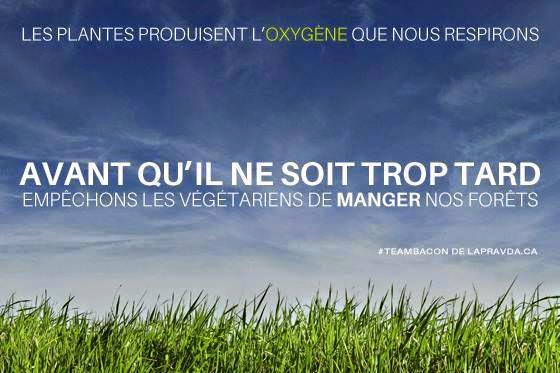 LES PLANTES PRODUISENT L'OXYGÈNE QUE NOUS RESPIRONS
AVANT QU'IL NE SOIT TROP TARD
EMPÊCHONS LES VÉGÉTARIENS DE MANGER NOS FORÊTS
#TEAMBACON DE LAPRAVDA.CA